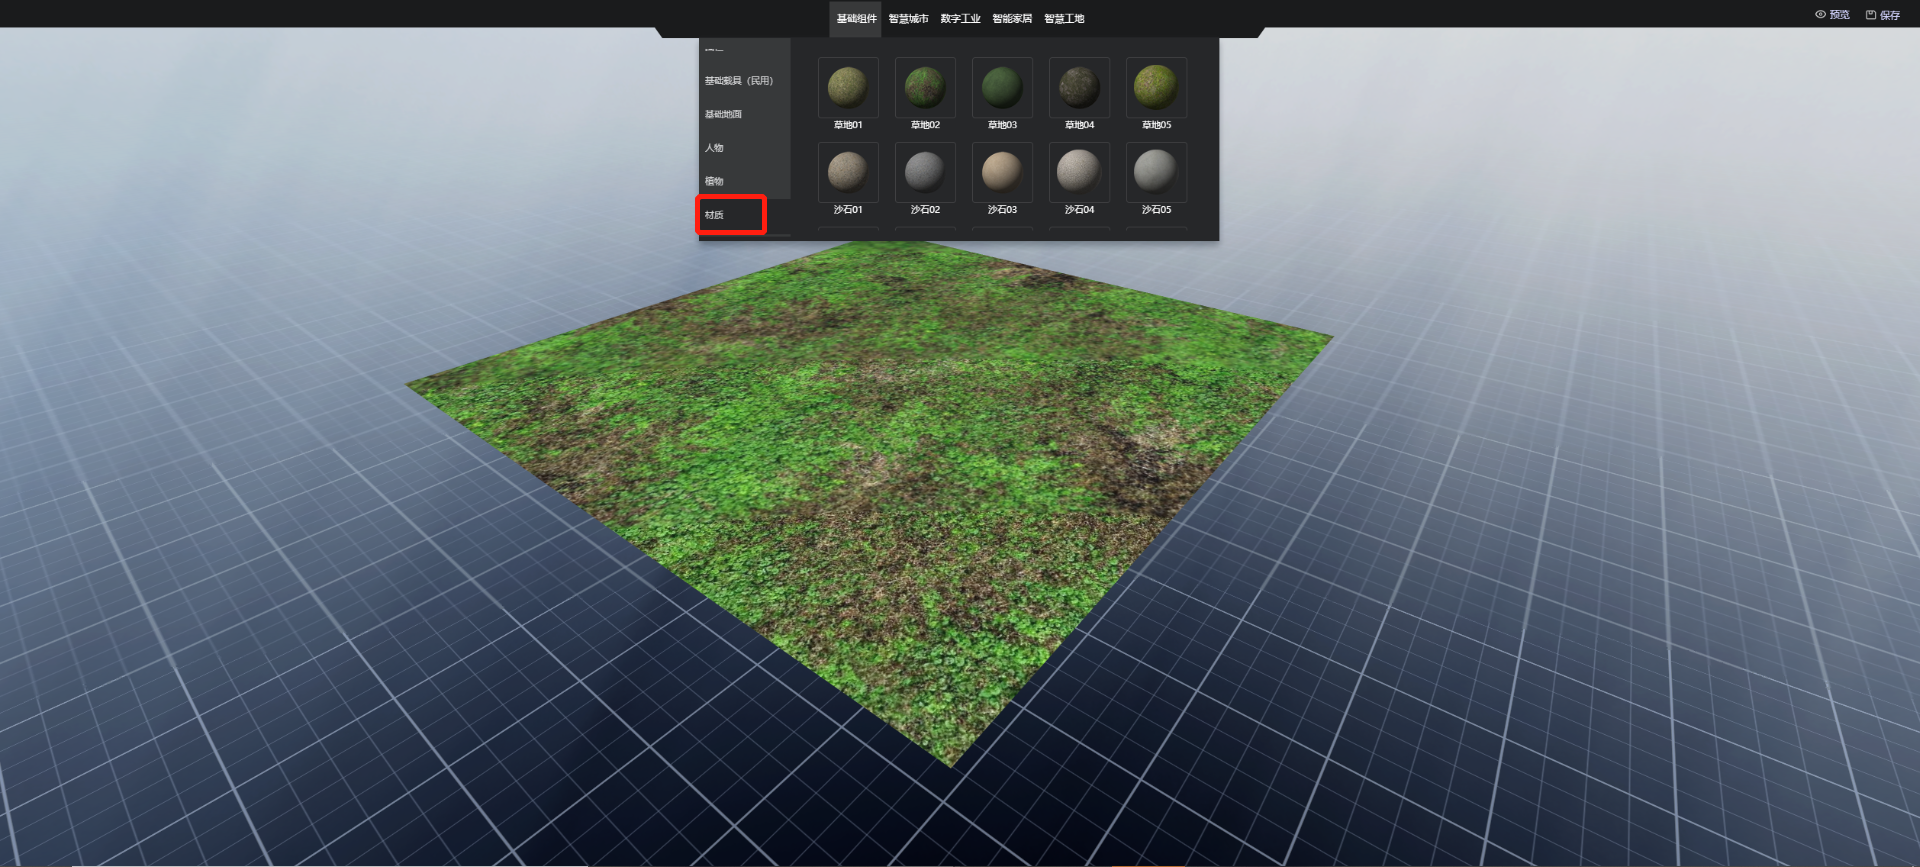 基础组件 智慧城市 数字工业 智能家居 智慧工地
预览 保存
基础载具（民用）
基础地面
人物
植物
材质
草地01 草地02 草地03 草地04 草地05
沙石01 沙石02 沙石03 沙石04 沙石05